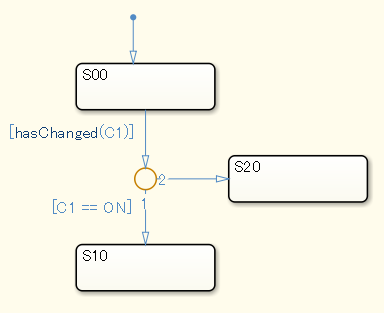 S00
[hasChanged(C1)]
2
S20
[C1 == ON]
1
S10